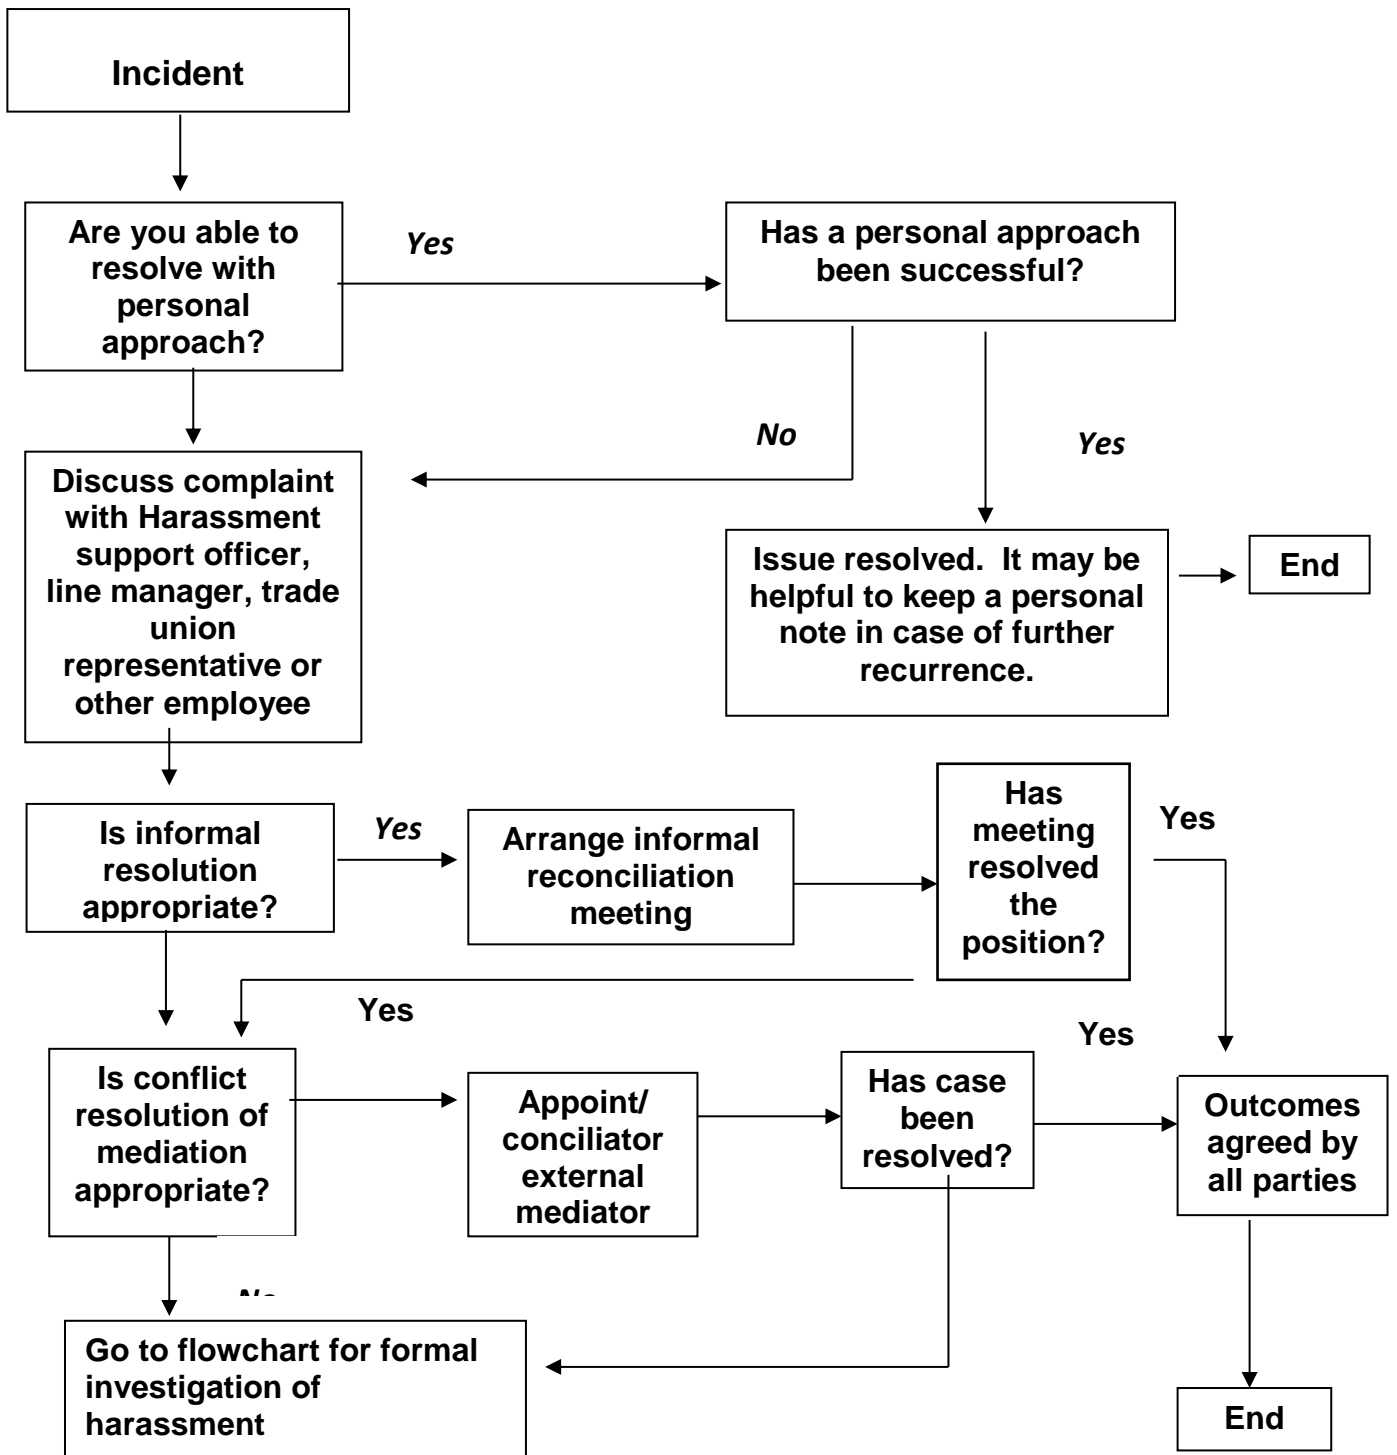 Incident
Are you able to
resolve with
personal
approach?
Yes
Has a personal approach
been successful?
No
Yes
Discuss complaint
with Harassment
support officer,
line manager, trade
union
representative or
other employee
Issue resolved. It may be
helpful to keep a personal
note in case of further
recurrence.
End
Is informal
resolution
appropriate?
Yes
Arrange informal
reconciliation
meeting
Has
meeting
resolved
the
position?
Yes
Yes
Yes
Is conflict
resolution of
mediation
appropriate?
Appoint/
conciliator
external
mediator
Has case
been
resolved?
Outcomes
agreed by
all parties
No
Go to flowchart for formal
investigation of
harassment
End